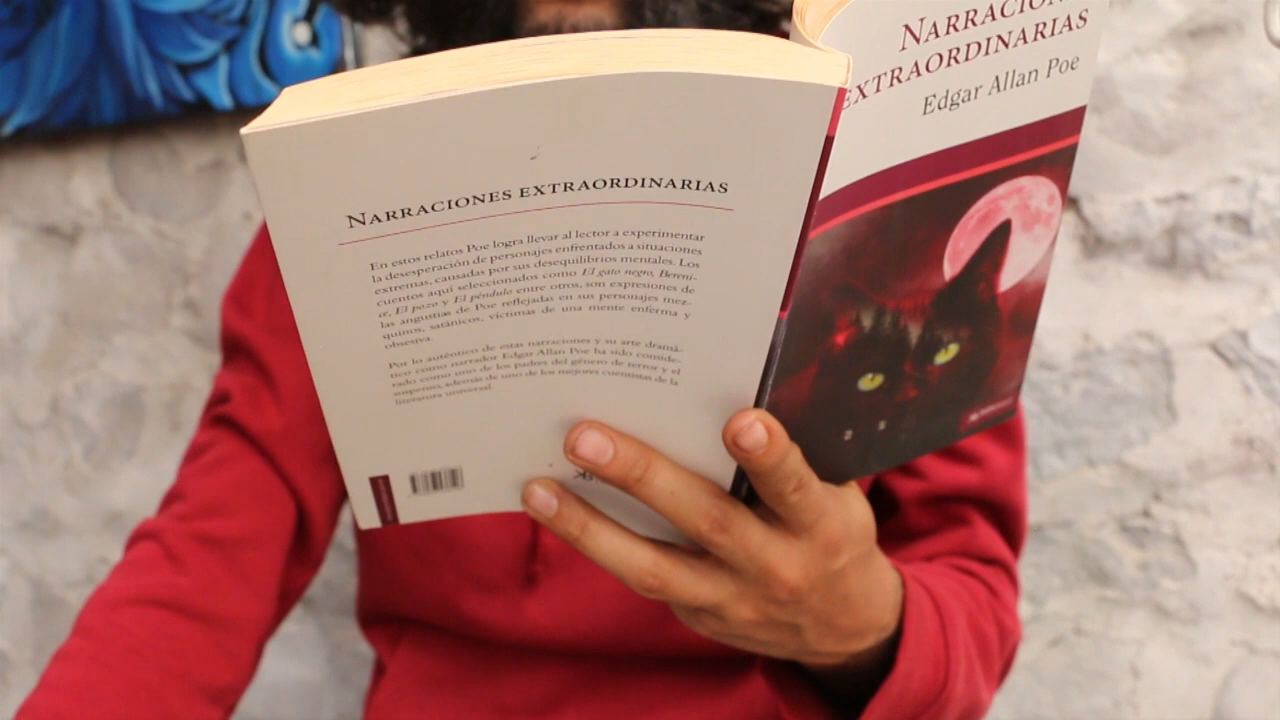 NARRACIONES EXTRAORDINARIAS
En estos relatos Poe logra llevar al lector a experimentar
la desesperación de personajes enfrentados a situaciones
extremas, causadas por sus desequilibrios mentales. Los
cuentos aquí seleccionados como El gato negro, Bereni-
ce, El pozo y El péndulo entre otros, son expresiones de
las angustias de Poe reflejadas en sus personajes mez-
quinos, satánicos, víctimas de una mente enferma y
obsesiva.
Por lo auténtico de estas narraciones y su arte dramá-
tico como narrador Edgar Allan Poe ha sido conside-
rado como uno de los padres del género de terror y el
suspenso, además de uno de los mejores cuentistas de la
literatura universal.
NARRACION
EXTRAORDINARIAS
Edgar Allan Poe